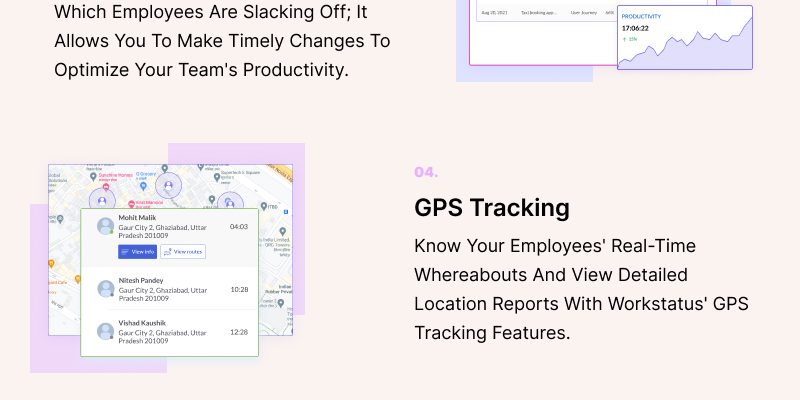 Which Employees Are Slacking Off; It
Allows You To Make Timely Changes To
Optimize Your Team's Productivity.
Aug 20, 2021 Taxi booking app... User Journey
PRODUCTIVITY
17:06:22
↑ 15%
04.
GPS Tracking
Know Your Employees' Real-Time
Whereabouts And View Detailed
Location Reports With Workstatus' GPS
Tracking Features.
Sunshine Homes
Mohit Malik
Gaur City 2, Ghaziabad, Uttar
Pradesh 201009
04:03
View info
View routes
Nitesh Pandey
Gaur City 2, Ghaziabad, Uttar
Pradesh 201009
10:28
Vishad Kaushik
Gaur City 2, Ghaziabad, Uttar
Pradesh 201009
12:28